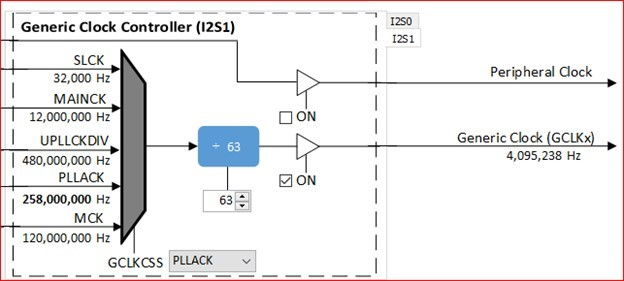 Generic Clock Controller (I2S1)
I2S0
I2S1
SLCK
32,000 Hz
MAINCK
12,000,000 Hz
UPLLCKDIV
480,000,000 Hz
PLLACK
258,000,000 Hz
MCK
120,000,000 Hz
GCLKCSS
PLLACK
÷ 63
63
ON
ON
Peripheral Clock
Generic Clock (GCLKx)
4,095,238 Hz